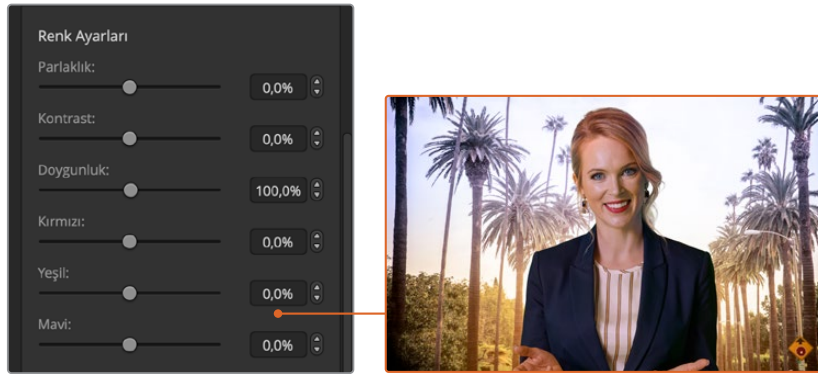 Renk Ayarları
Parlaklık:
0,0%
Kontrast:
0,0%
Doygunluk:
100,0%
Kırmızı:
0,0%
Yeşil:
0,0%
Mavi:
0,0%